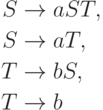 S → aST,
S → aT,
T → bS,
T → b